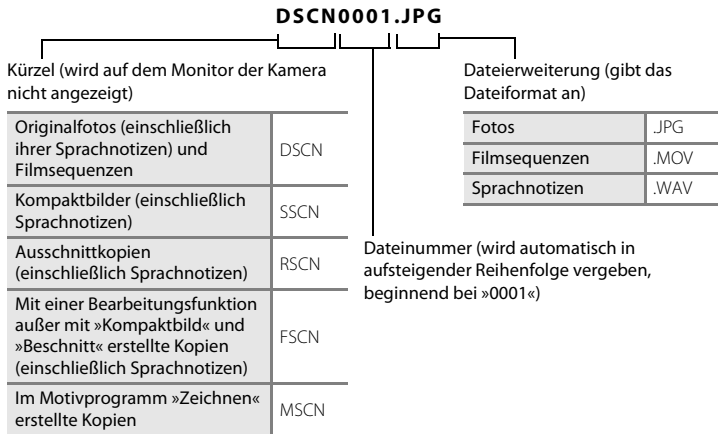 DSCN0001.JPG
Kürzel (wird auf dem Monitor der Kamera
nicht angezeigt)
Originalfotos (einschließlich
ihrer Sprachnotizen) und
Filmsequenzen
DSCN
Kompaktbilder (einschließlich
Sprachnotizen)
SSCN
Ausschnittkopien
(einschließlich Sprachnotizen)
RSCN
Mit einer Bearbeitungsfunktion
außer mit »Kompaktbild« und
»Beschnitt« erstellte Kopien
(einschließlich Sprachnotizen)
FSCN
Im Motivprogramm »Zeichnen«
erstellte Kopien
MSCN
Dateinummer (wird automatisch in
aufsteigender Reihenfolge vergeben,
beginnend bei »0001«)
Dateierweiterung (gibt das
Dateiformat an)
Fotos .JPG
Filmsequenzen .MOV
Sprachnotizen .WAV